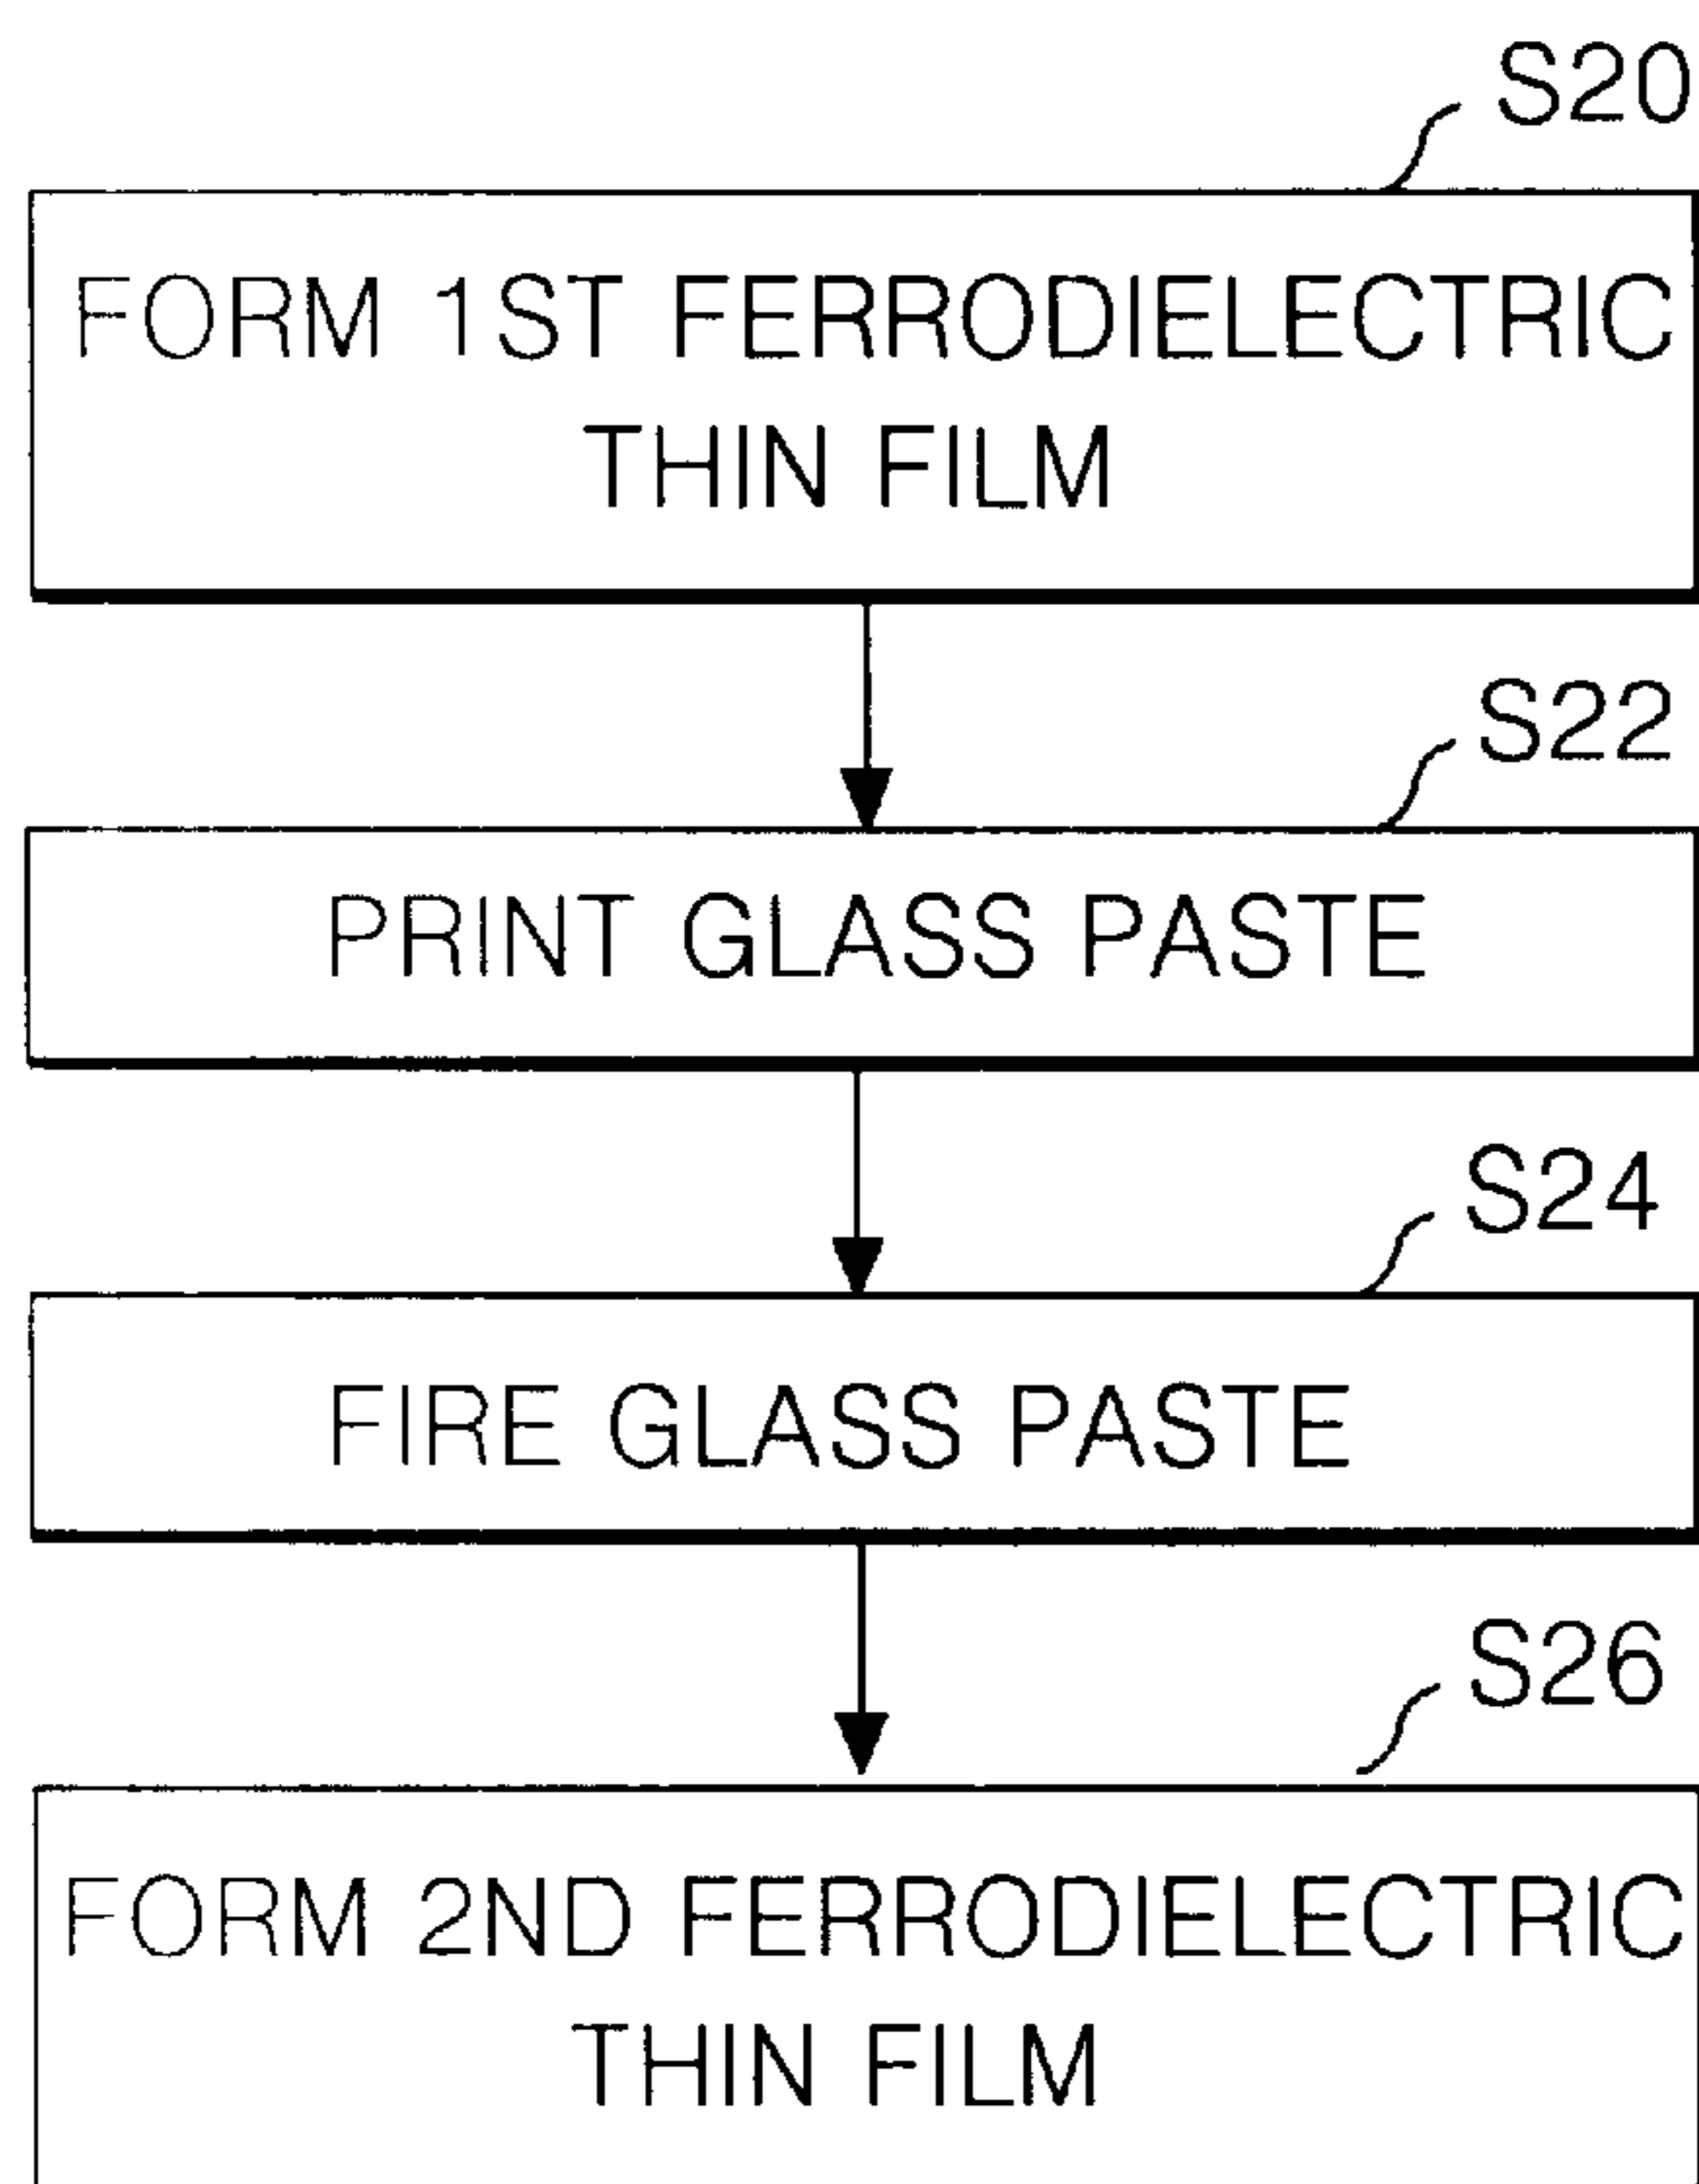 S20
FORM 1ST FERRODIELECTRIC
THIN FILM
S22
PRINT GLASS PASTE
S24
FIRE GLASS PASTE
S26
FORM 2ND FERRODIELECTRIC
THIN FILM